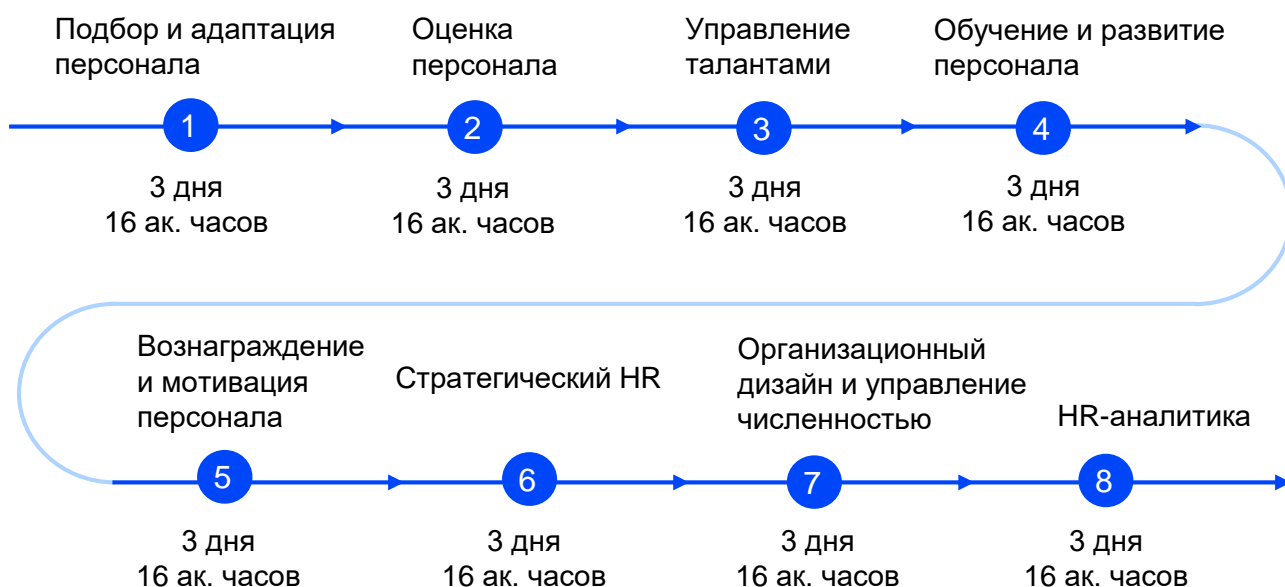 Подбор и адаптация
персонала
Оценка
персонала
Управление
талантами
Обучение и развитие
персонала
1
2
3
4
3 дня
16 ак. часов
3 дня
16 ак. часов
3 дня
16 ак. часов
3 дня
16 ак. часов
Вознаграждение
и мотивация
персонала
Стратегический HR
Организационный
дизайн и управление
численностью
HR-аналитика
5
6
7
8
3 дня
16 ак. часов
3 дня
16 ак. часов
3 дня
16 ак. часов
3 дня
16 ак. часов